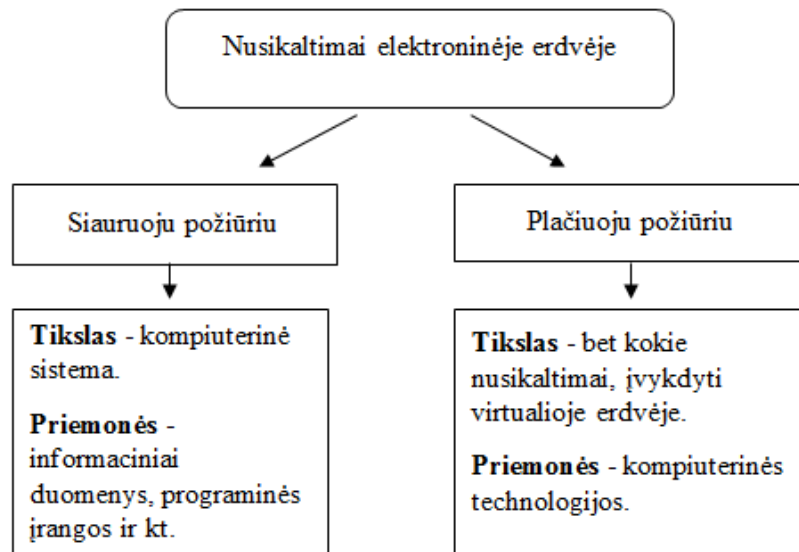 Nusikaltimai elektroninėje erdvėje
Siauruoju požiūriu
Plačiuoju požiūriu
Tikslas - kompiuterinė
sistema.
Priemonės -
informaciniai
duomenys, programinės
įrangos ir kt.
Tikslas - bet kokie
nusikaltimai, įvykdyti
virtualioje erdvėje.
Priemonės - kompiuterinės
technologijos.